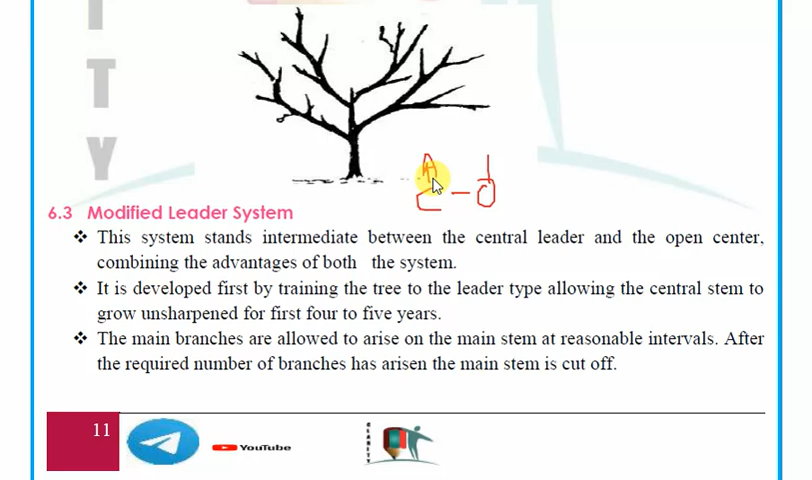 I
T
Y
A
C - d
6.3 Modified Leader System
❖ This system stands intermediate between the central leader and the open center,
combining the advantages of both the system.
❖ It is developed first by training the tree to the leader type allowing the central stem to
grow unsharpened for first four to five years.
❖ The main branches are allowed to arise on the main stem at reasonable intervals. After
the required number of branches has arisen the main stem is cut off.
11
YouTube
CLARITY